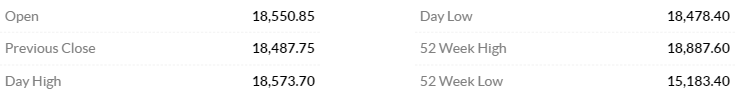 Open 18,550.85 Day Low 18,478.40
Previous Close 18,487.75 52 Week High 18,887.60
Day High 18,573.70 52 Week Low 15,183.40